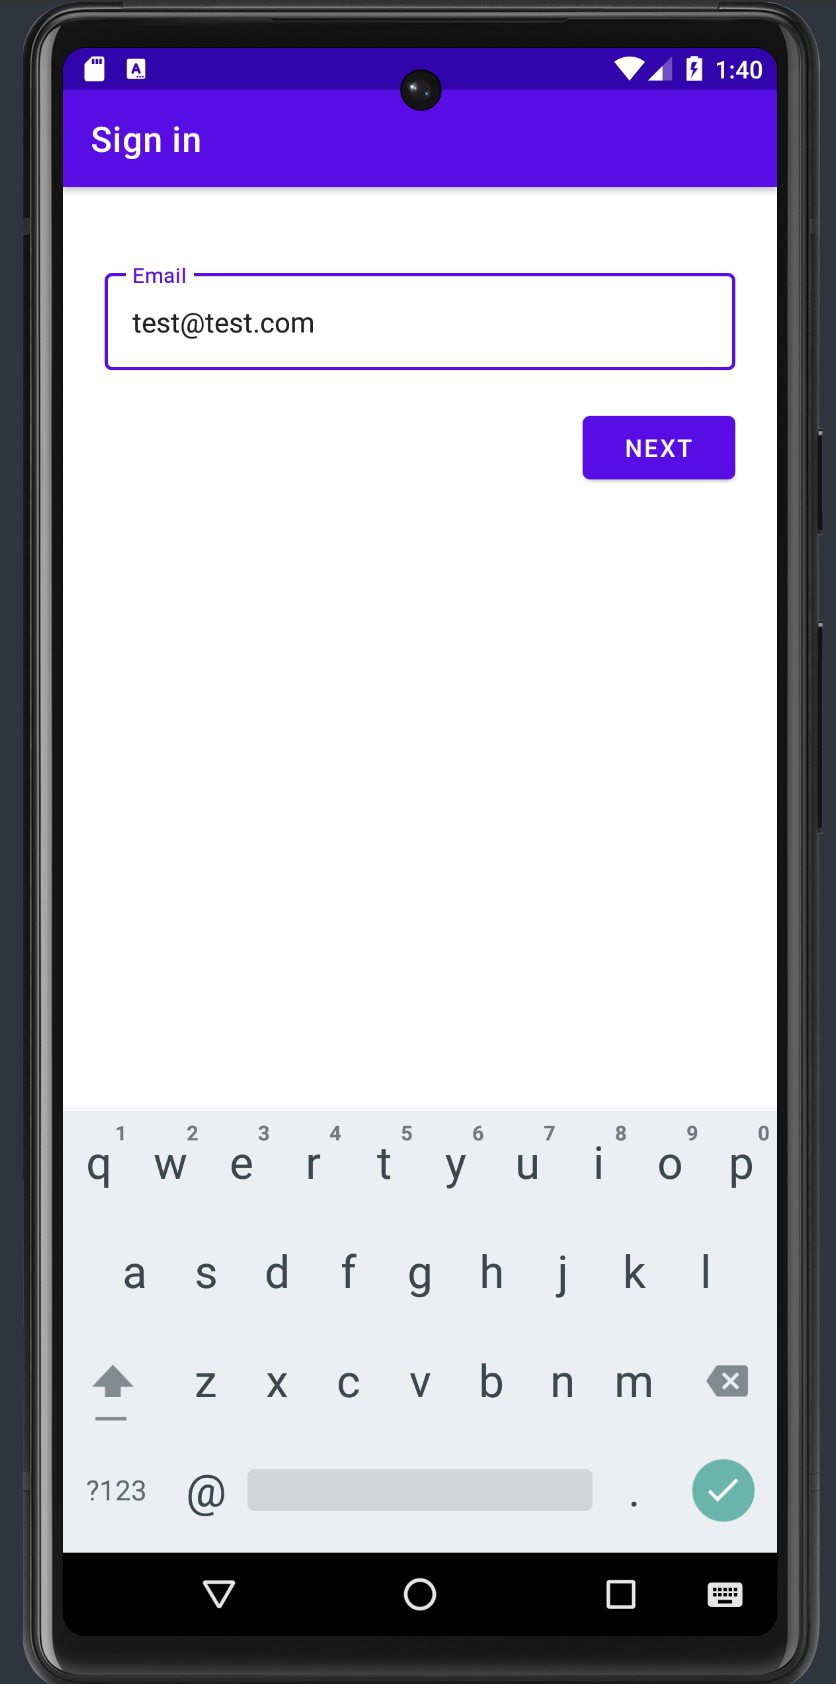 A
1:40
Sign in
Email
test@test.com
NEXT
1 2 3 4 5 6 7 8 9 0
q w e r t y u i o p
a s d f g h j k l
z x c v b n m
?123 @ .